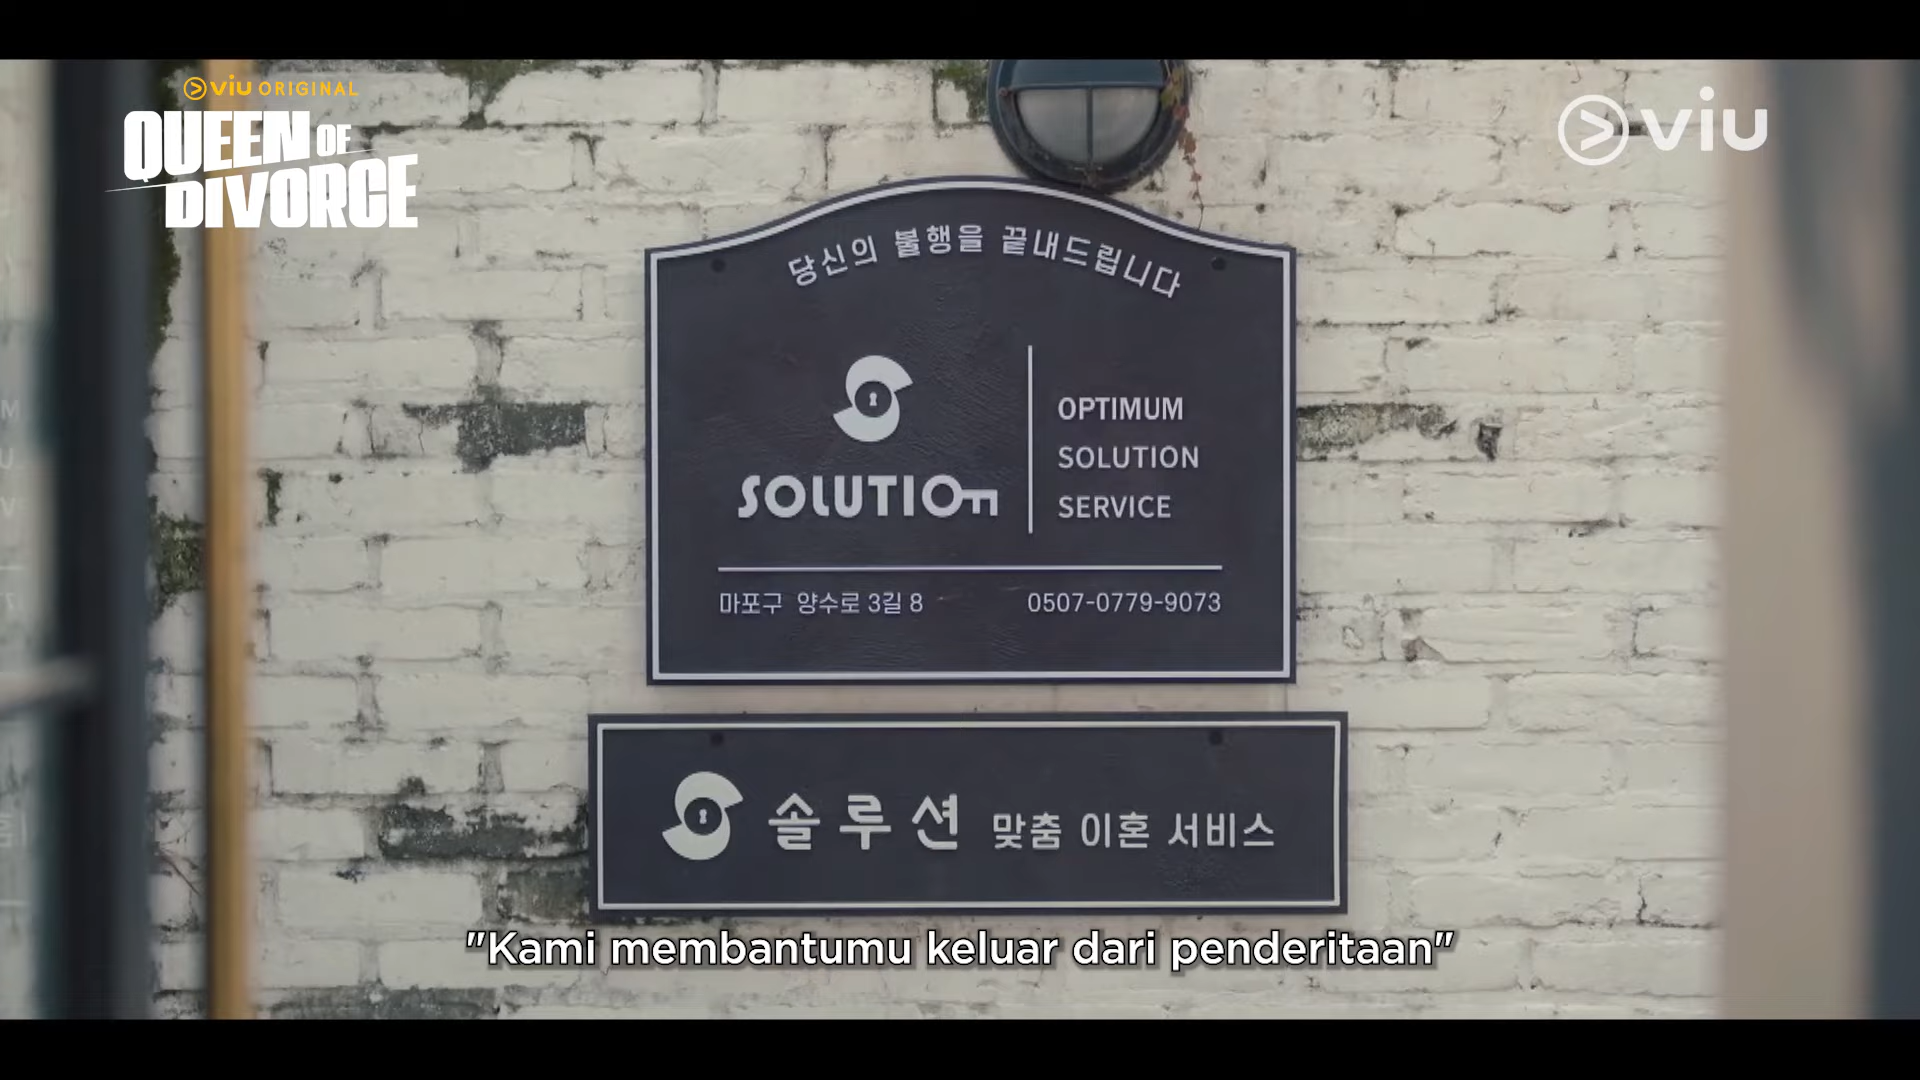 viu ORIGINAL
QUEEN OF
DIVORCE
viu
당신의 불행을 끝내드립니다
SOLUTION
OPTIMUM
SOLUTION
SERVICE
마포구 양수로 3길 8
0507-0779-9073
솔루션 맞춤 이혼 서비스
"Kami membantumu keluar dari penderitaan"